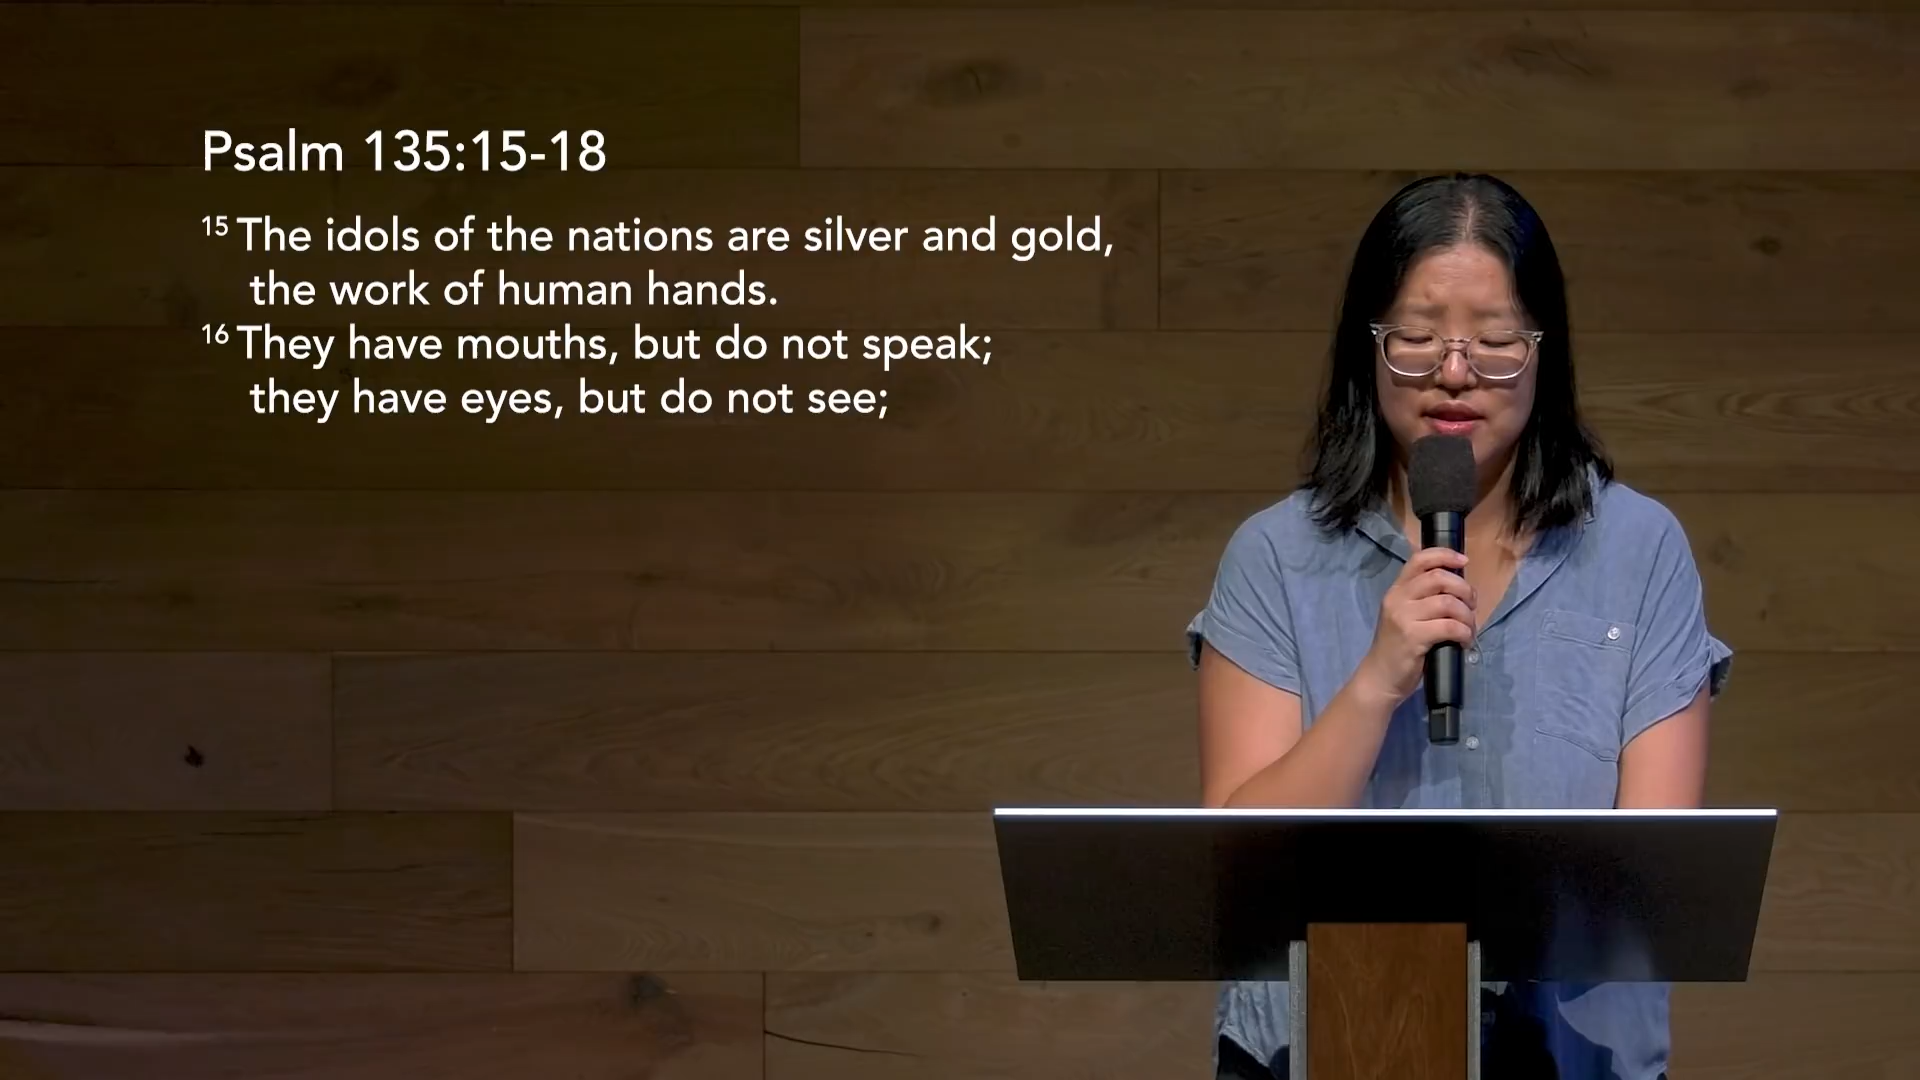 Psalm 135:15-18
15 The idols of the nations are silver and gold,
the work of human hands.
16 They have mouths, but do not speak;
they have eyes, but do not see;